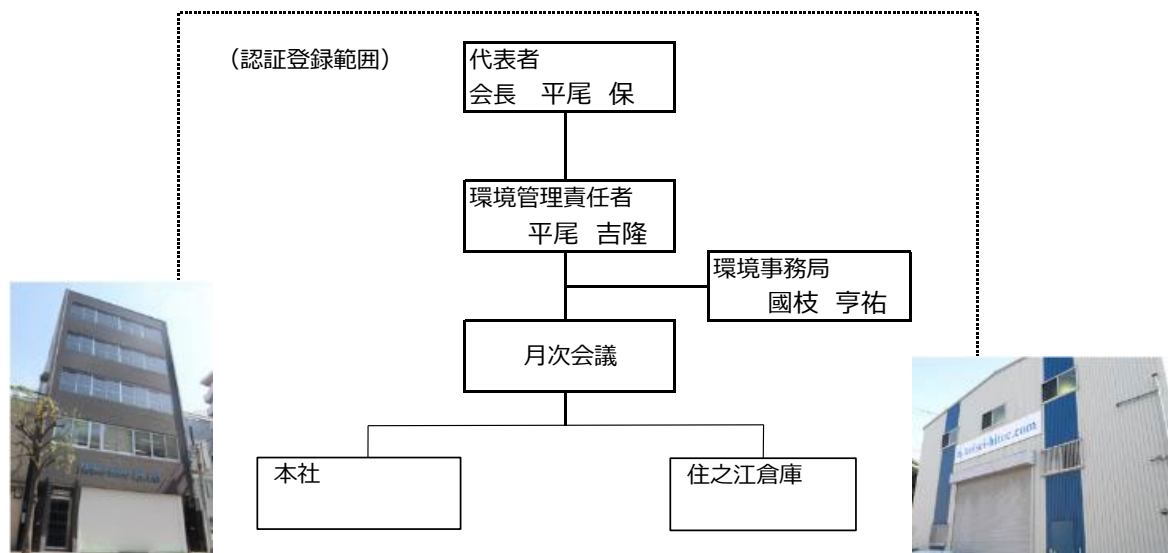 （認証登録範囲）
代表者
会長　平尾 保
環境管理責任者
平尾 吉隆
環境事務局
國枝 亨祐
月次会議
本社
住之江倉庫